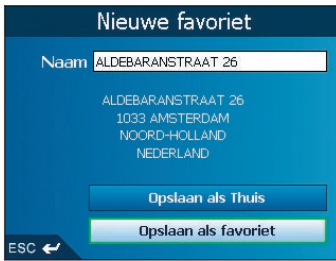 Nieuwe favoriet
Naam ALDEBARANSTRAAT 26
ALDEBARANSTRAAT 26
1033 AMSTERDAM
NOORD-HOLLAND
NEDERLAND
Opslaan als Thuis
Opslaan als favoriet
ESC